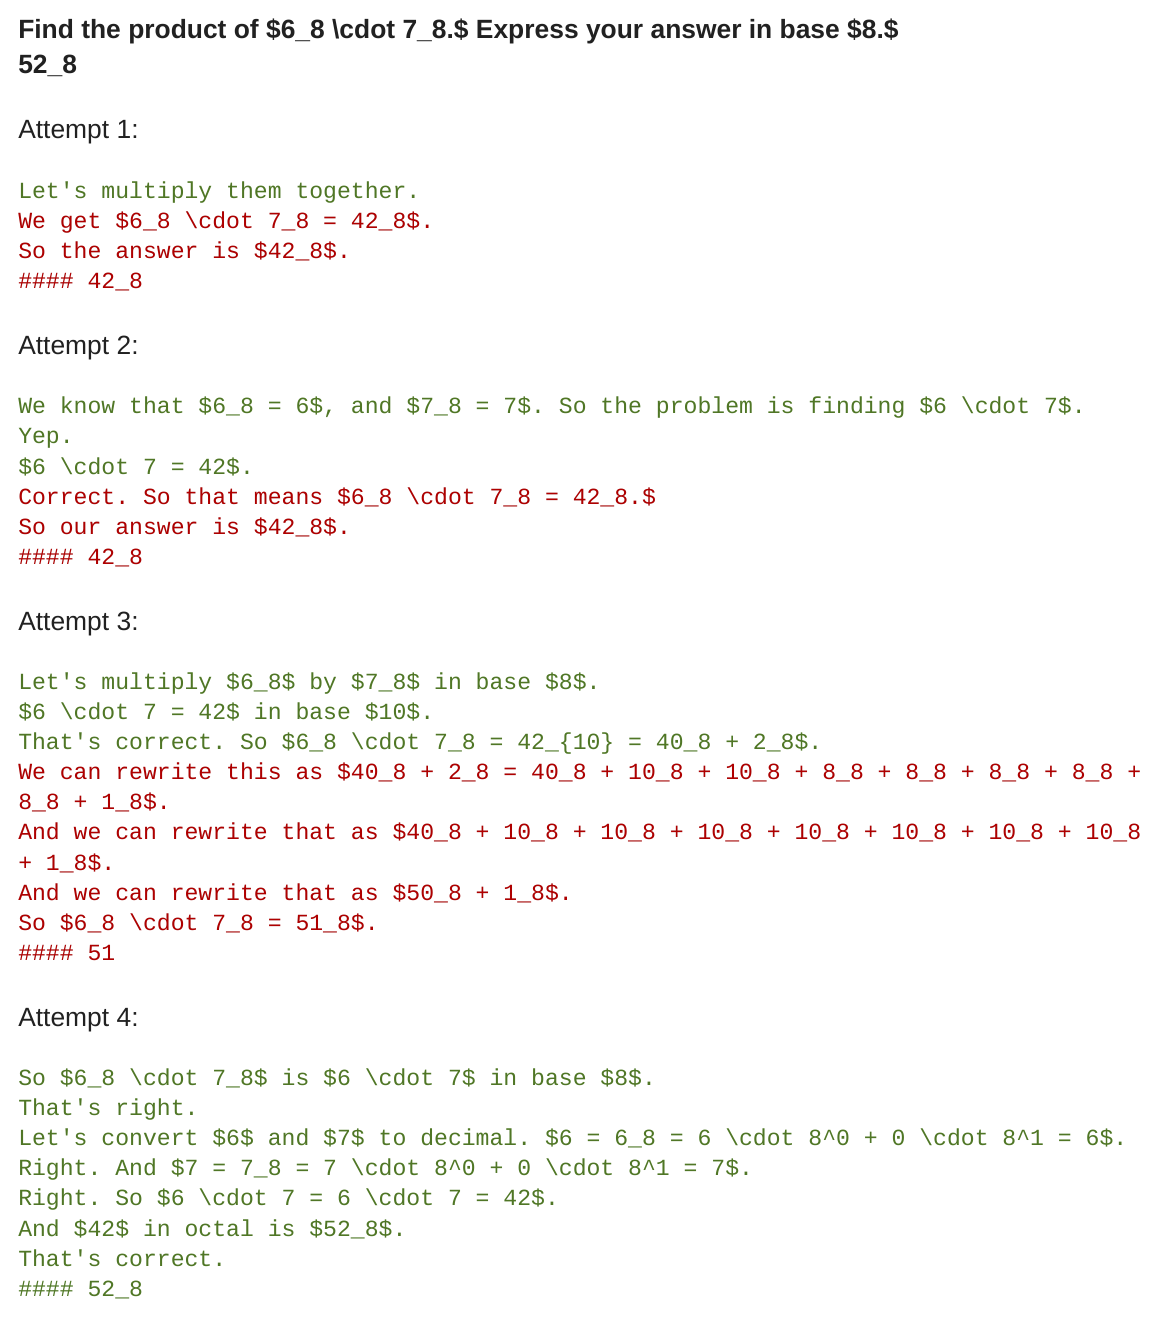 Find the product of $6_8 \cdot 7_8.$ Express your answer in base $8.$
52_8
Attempt 1:
Let's multiply them together.
We get $6_8 \cdot 7_8 = 42_8$.
So the answer is $42_8$.
#### 42_8
Attempt 2:
We know that $6_8 = 6$, and $7_8 = 7$. So the problem is finding $6 \cdot 7$.
Yep.
$6 \cdot 7 = 42$.
Correct. So that means $6_8 \cdot 7_8 = 42_8.$
So our answer is $42_8$.
#### 42_8
Attempt 3:
Let's multiply $6_8$ by $7_8$ in base $8$.
$6 \cdot 7 = 42$ in base $10$.
That's correct. So $6_8 \cdot 7_8 = 42_{10} = 40_8 + 2_8$.
We can rewrite this as $40_8 + 2_8 = 40_8 + 10_8 + 10_8 + 8_8 + 8_8 + 8_8 + 8_8 +
8_8 + 1_8$.
And we can rewrite that as $40_8 + 10_8 + 10_8 + 10_8 + 10_8 + 10_8 + 10_8 + 10_8
+ 1_8$.
And we can rewrite that as $50_8 + 1_8$.
So $6_8 \cdot 7_8 = 51_8$.
#### 51
Attempt 4:
So $6_8 \cdot 7_8$ is $6 \cdot 7$ in base $8$.
That's right.
Let's convert $6$ and $7$ to decimal. $6 = 6_8 = 6 \cdot 8^0 + 0 \cdot 8^1 = 6$.
Right. And $7 = 7_8 = 7 \cdot 8^0 + 0 \cdot 8^1 = 7$.
Right. So $6 \cdot 7 = 6 \cdot 7 = 42$.
And $42$ in octal is $52_8$.
That's correct.
#### 52_8